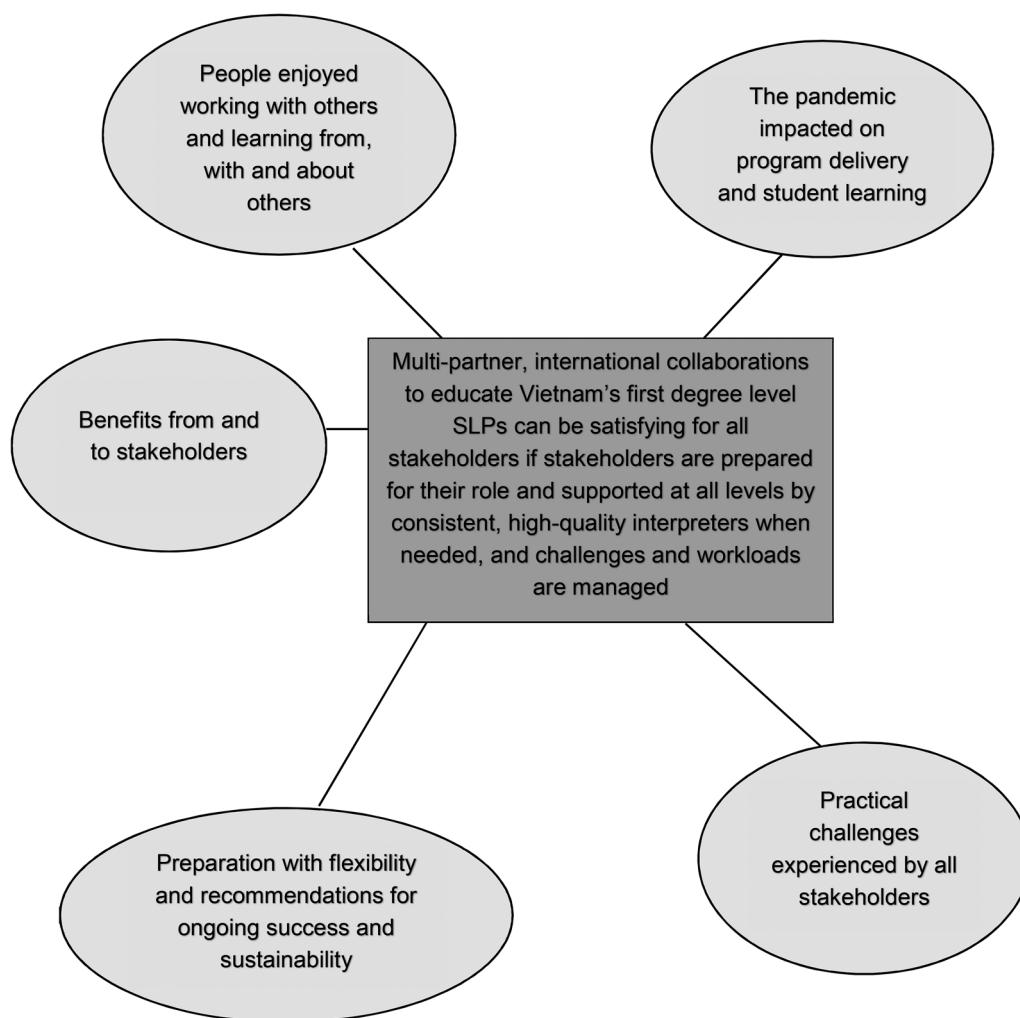 People enjoyed
working with others
and learning from,
with and about
others
The pandemic
impacted on
program delivery
and student learning
Multi-partner, international collaborations
to educate Vietnam’s first degree level
SLPs can be satisfying for all
stakeholders if stakeholders are prepared
for their role and supported at all levels by
consistent, high-quality interpreters when
needed, and challenges and workloads
are managed
Benefits from and
to stakeholders
Preparation with flexibility
and recommendations for
ongoing success and
sustainability
Practical
challenges
experienced by all
stakeholders